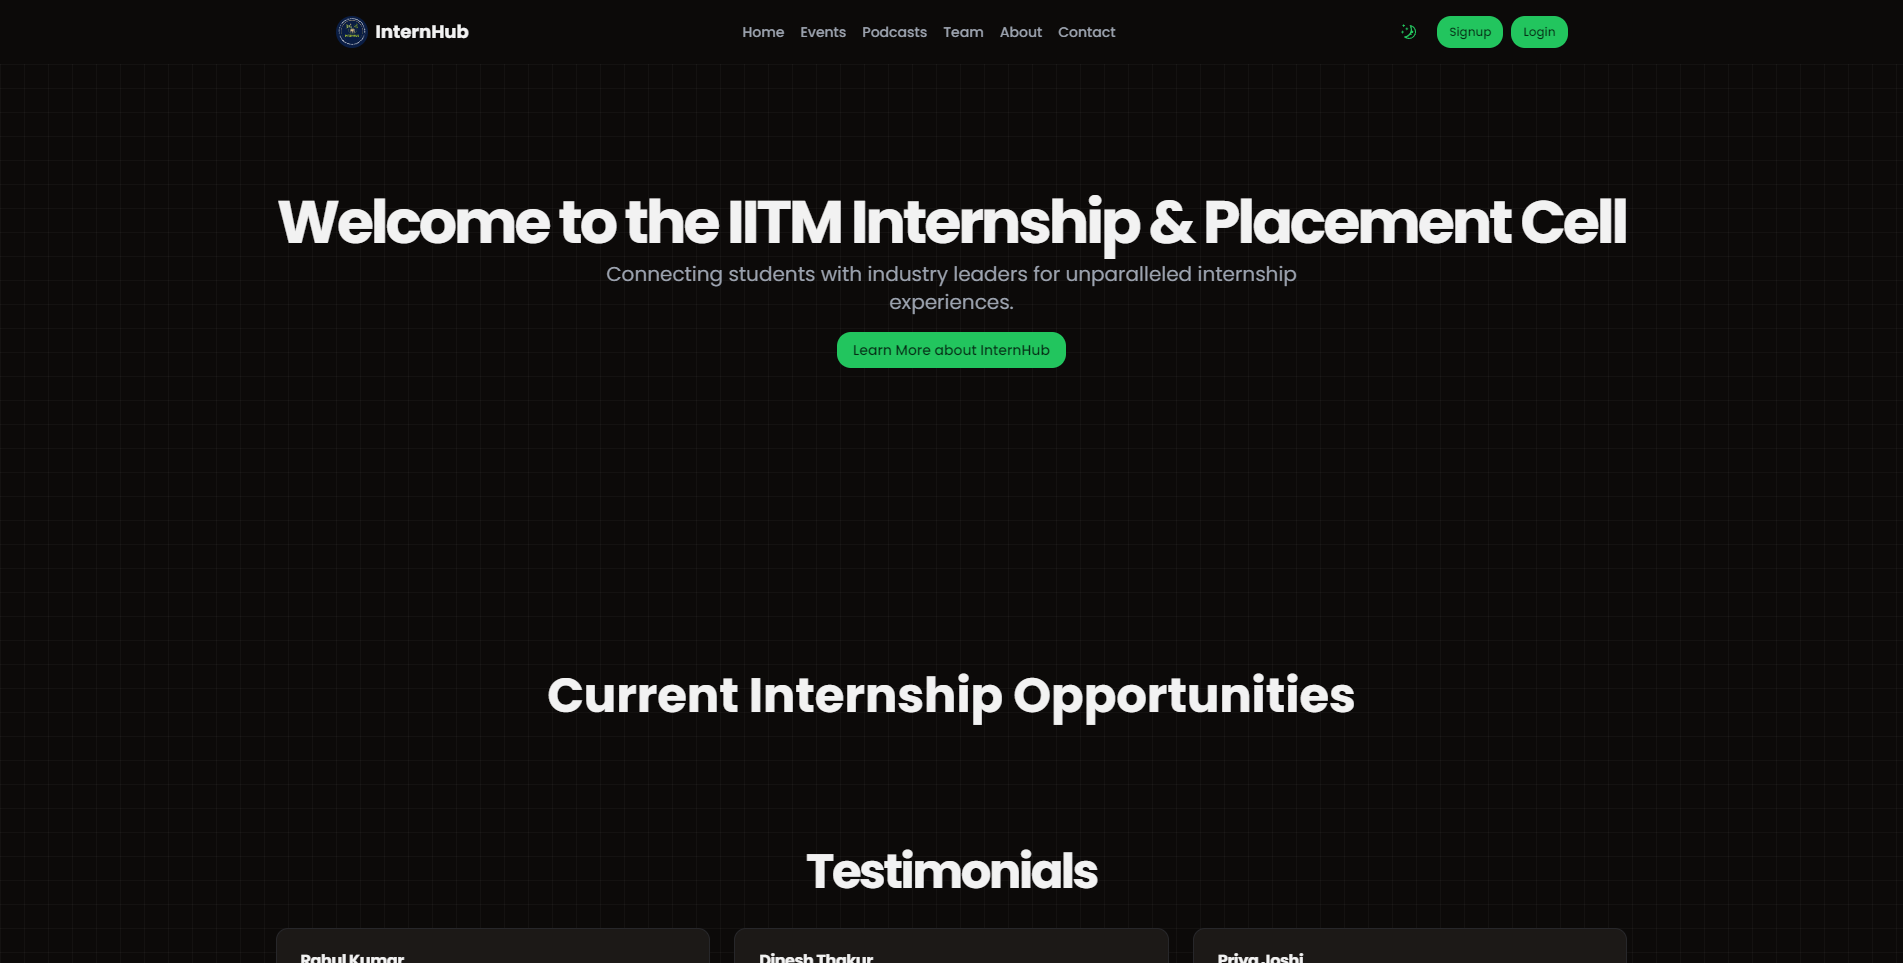 InternHub
Home Events Podcasts Team About Contact
Signup Login
Welcome to the IITM Internship & Placement Cell
Connecting students with industry leaders for unparalleled internship
experiences.
Learn More about InternHub
Current Internship Opportunities
Testimonials
Rahul Kumar Dinesh Thakur Priya Joshi